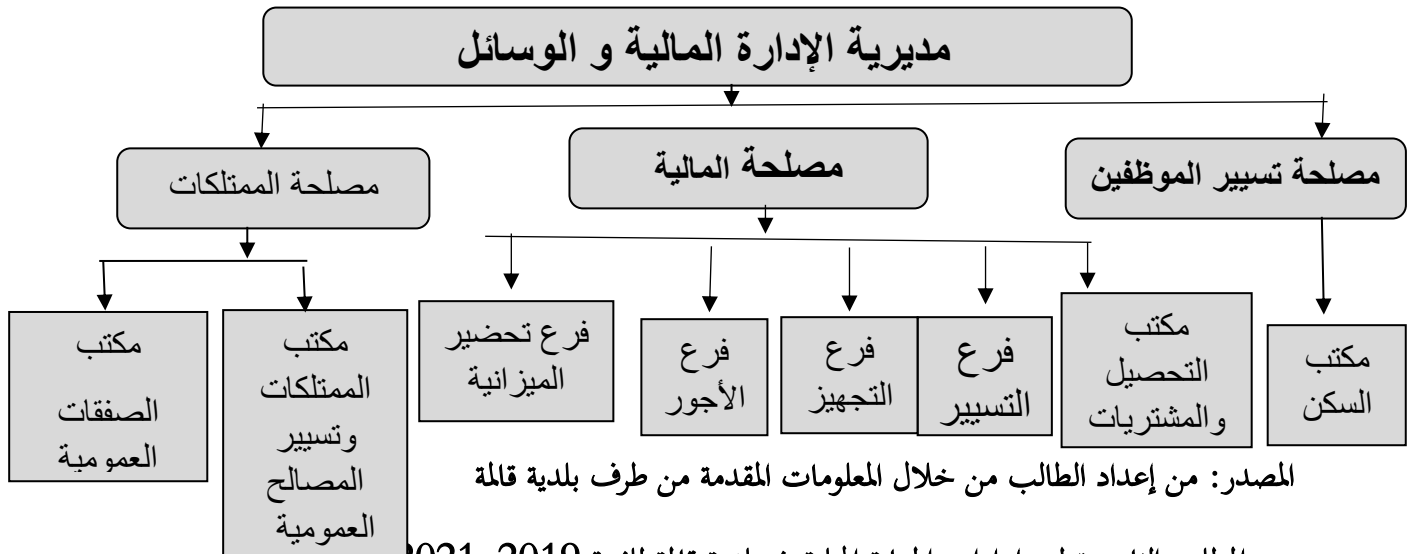 مديرية الإدارة المالية و الوسائل
مصلحة تسيير الموظفين
مصلحة المالية
مصلحة الممتلكات
مكتب
السكن
مكتب
التحصيل
والمشتريات
فرع
التسيير
فرع
التجهيز
فرع
الأجور
فرع تحضير
الميزانية
مكتب
الممتلكات
وتسيير
المصالح
العمومية
مكتب
الصفقات
العمومية
المصدر: من إعداد الطالب من خلال المعلومات المقدمة من طرف بلدية قالمة
2019 2021